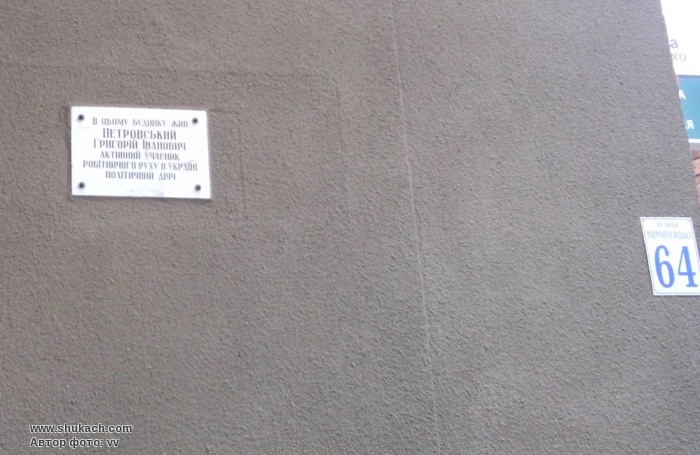 В ЦЬОМУ БУДИНКУ ЖИВ
ПЕТРОВСЬКИЙ
ГРИГОРІЙ ІВАНОВИЧ
АКТИВНИЙ УЧАСНИК
РОБІТНИЧОГО РУХУ В УКРАЇНІ
ПОЛІТИЧНИЙ ДІЯЧ
64
www.shukach.com
Автор фото: vv